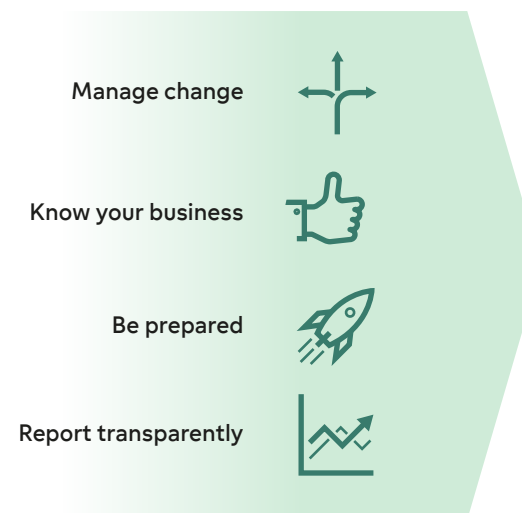 Manage change
Know your business
Be prepared
Report transparently